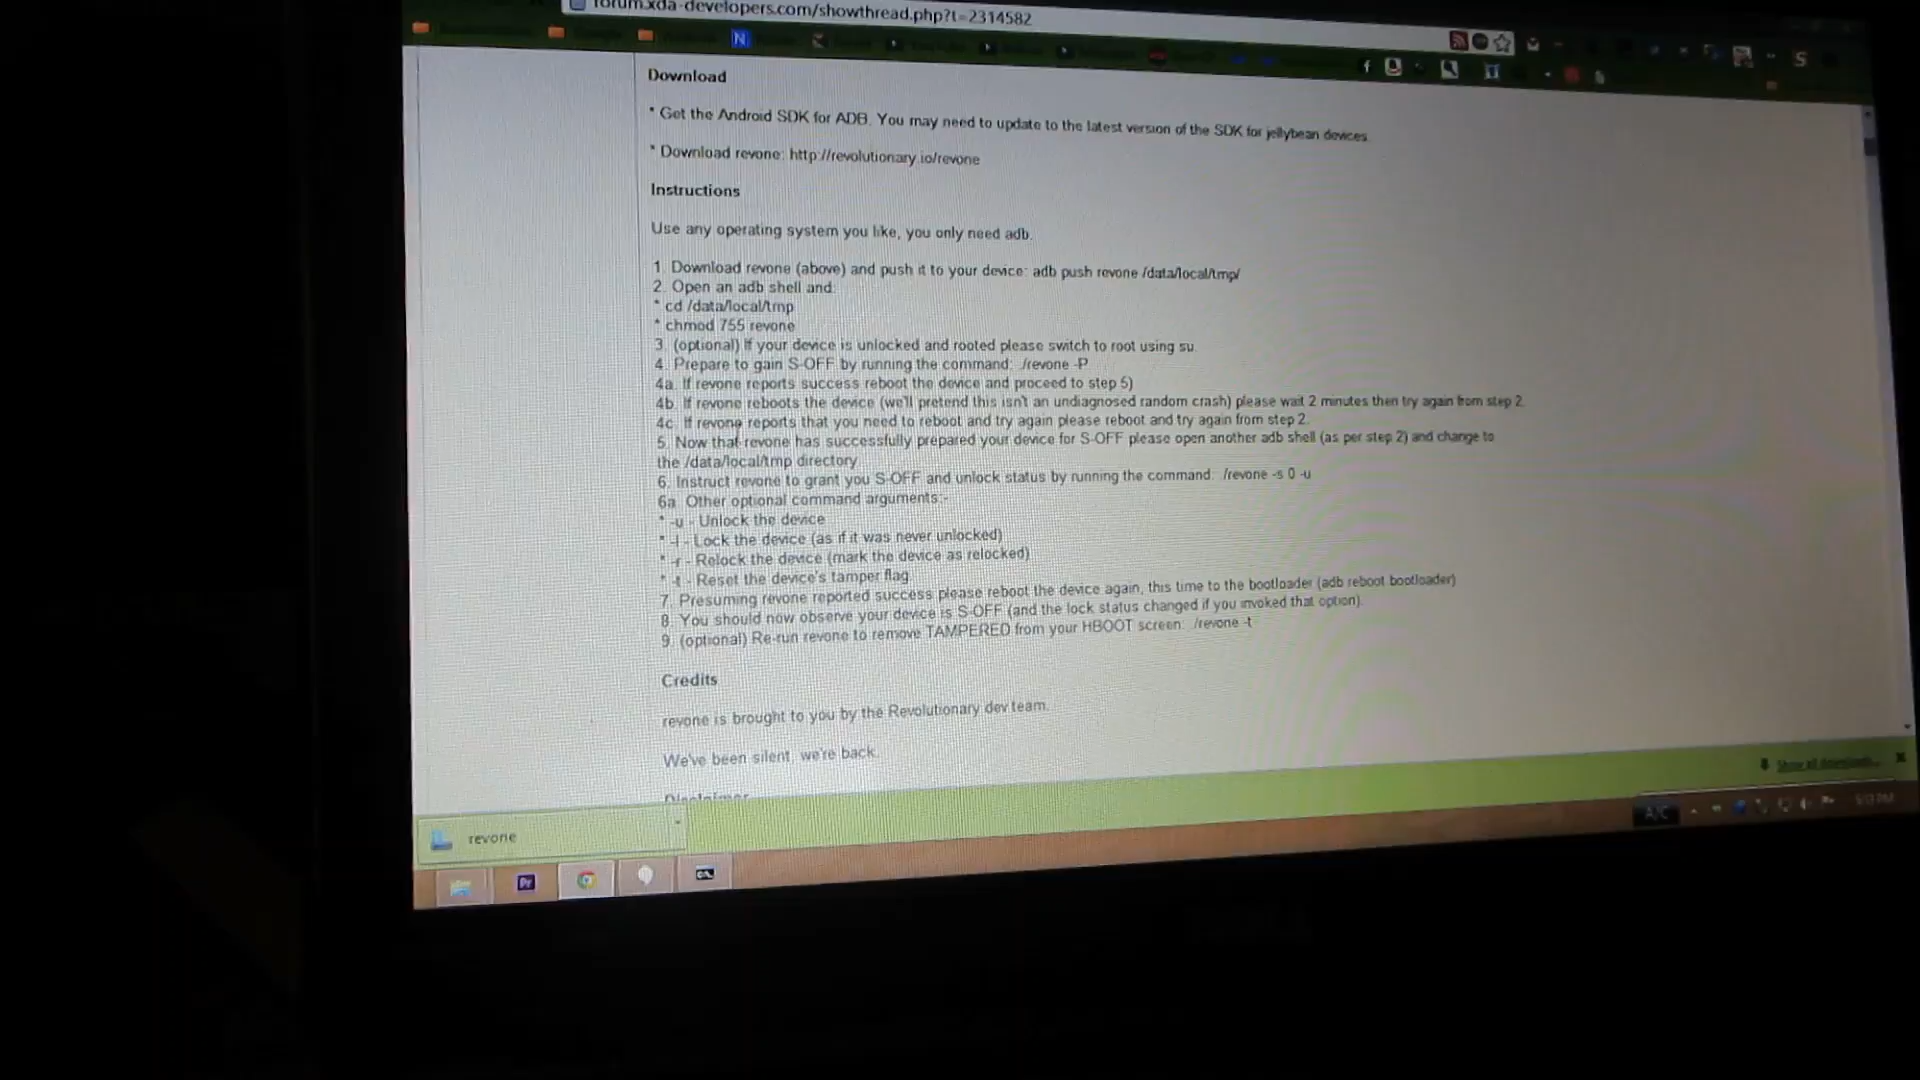 forum.xda-developers.com/showthread.php?t=2314582
Download
* Get the Android SDK for ADB. You may need to update to the latest version of the SDK for jellybean devices.
* Download revone: http://revolutionary.io/revone
Instructions
Use any operating system you like, you only need adb.
1. Download revone (above) and push it to your device: adb push revone /data/local/tmp/
2. Open an adb shell and:
* cd /data/local/tmp
* chmod 755 revone
3. (optional) If your device is unlocked and rooted please switch to root using su.
4. Prepare to gain S-OFF by running the command: ./revone -P
4a. If revone reports success reboot the device and proceed to step 5)
4b. If revone reboots the device (we'll pretend this isn't an undiagnosed random crash) please wait 2 minutes then try again from step 2.
4c. If revone reports that you need to reboot and try again please reboot and try again from step 2.
5. Now that revone has successfully prepared your device for S-OFF please open another adb shell (as per step 2) and change to
the /data/local/tmp directory
6. Instruct revone to grant you S-OFF and unlock status by running the command: ./revone -s 0 -u
6a. Other optional command arguments:-
* -u - Unlock the device
* -l - Lock the device (as if it was never unlocked)
* -r - Relock the device (mark the device as relocked)
* -t - Reset the device's tamper flag.
7. Presuming revone reported success please reboot the device again, this time to the bootloader (adb reboot bootloader)
8. You should now observe your device is S-OFF (and the lock status changed if you invoked that option).
9. (optional) Re-run revone to remove TAMPERED from your HBOOT screen: ./revone -t
Credits
revone is brought to you by the Revolutionary dev team.
We've been silent, we're back.
Disclaimer
Show all downloads...
revone
A/C
Pr